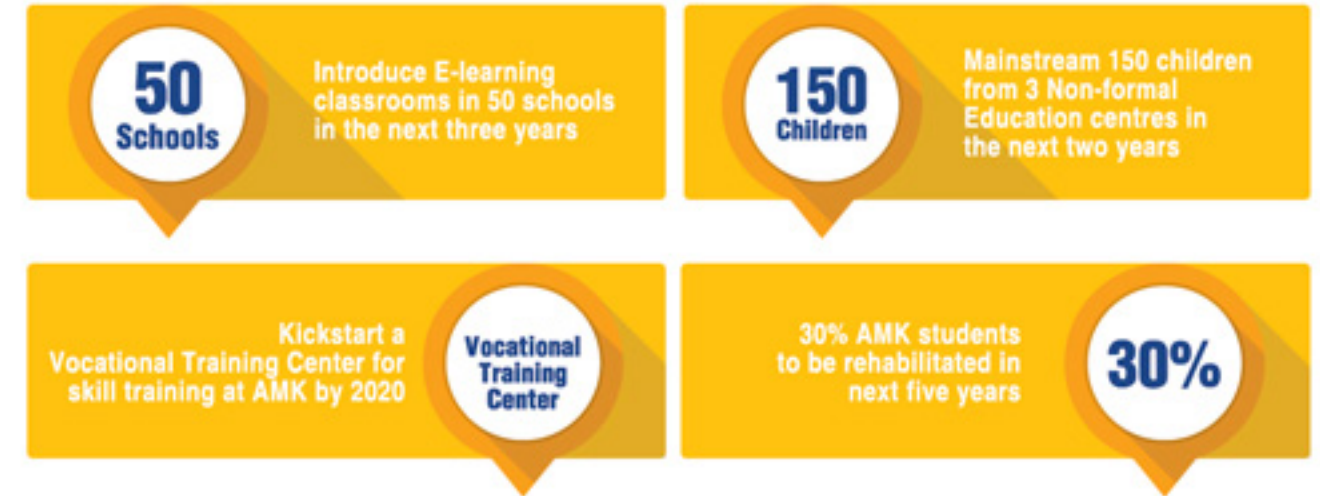 50
Schools
Introduce E-learning
classrooms in 50 schools
in the next three years
150
Children
Mainstream 150 children
from 3 Non-formal
Education centres in
the next two years
Kickstart a
Vocational Training Center for
skill training at AMK by 2020
Vocational
Training
Center
30% AMK students
to be rehabilitated in
next five years
30%